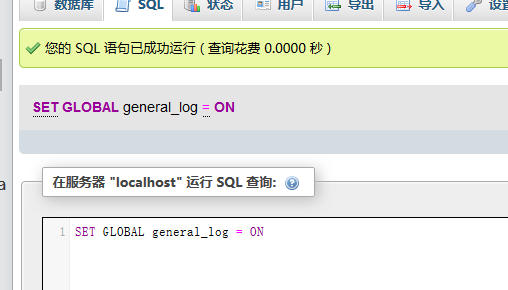 数据库 SQL 状态 用户 导出 导入
您的 SQL 语句已成功运行 ( 查询花费 0.0000 秒 )
SET GLOBAL general_log = ON
a
在服务器 "localhost" 运行 SQL 查询:
1 SET GLOBAL general_log = ON